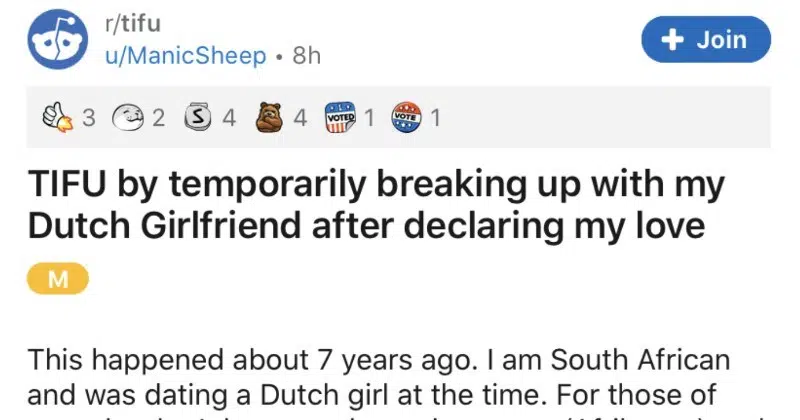 r/tifu
u/ManicSheep • 8h
+ Join
3 2 S 4 4 VOTED 1 VOTE 1
TIFU by temporarily breaking up with my
Dutch Girlfriend after declaring my love
M
This happened about 7 years ago. I am South African
and was dating a Dutch girl at the time. For those of